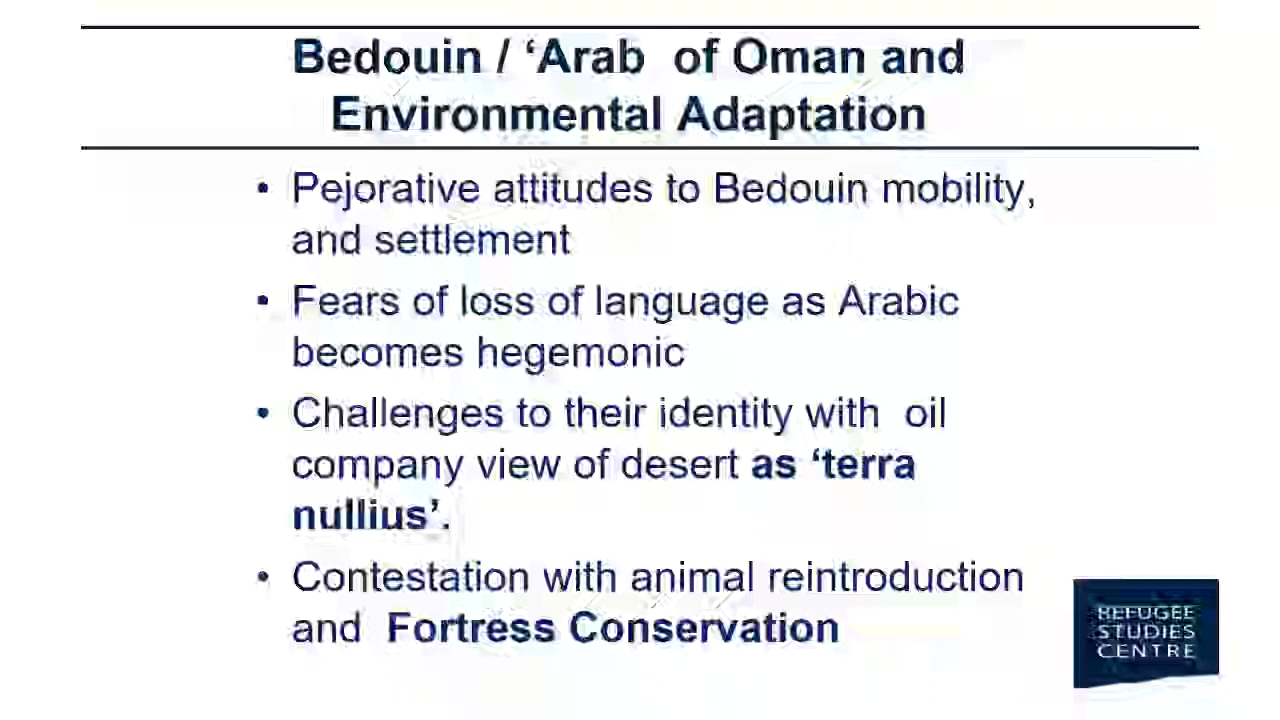 Bedouin / ‘Arab  of Oman and
Environmental Adaptation
• Pejorative attitudes to Bedouin mobility,
and settlement
• Fears of loss of language as Arabic
becomes hegemonic
• Challenges to their identity with  oil
company view of desert as ‘terra
nullius’.
• Contestation with animal reintroduction
and  Fortress Conservation
REFUGEE
STUDIES
CENTRE